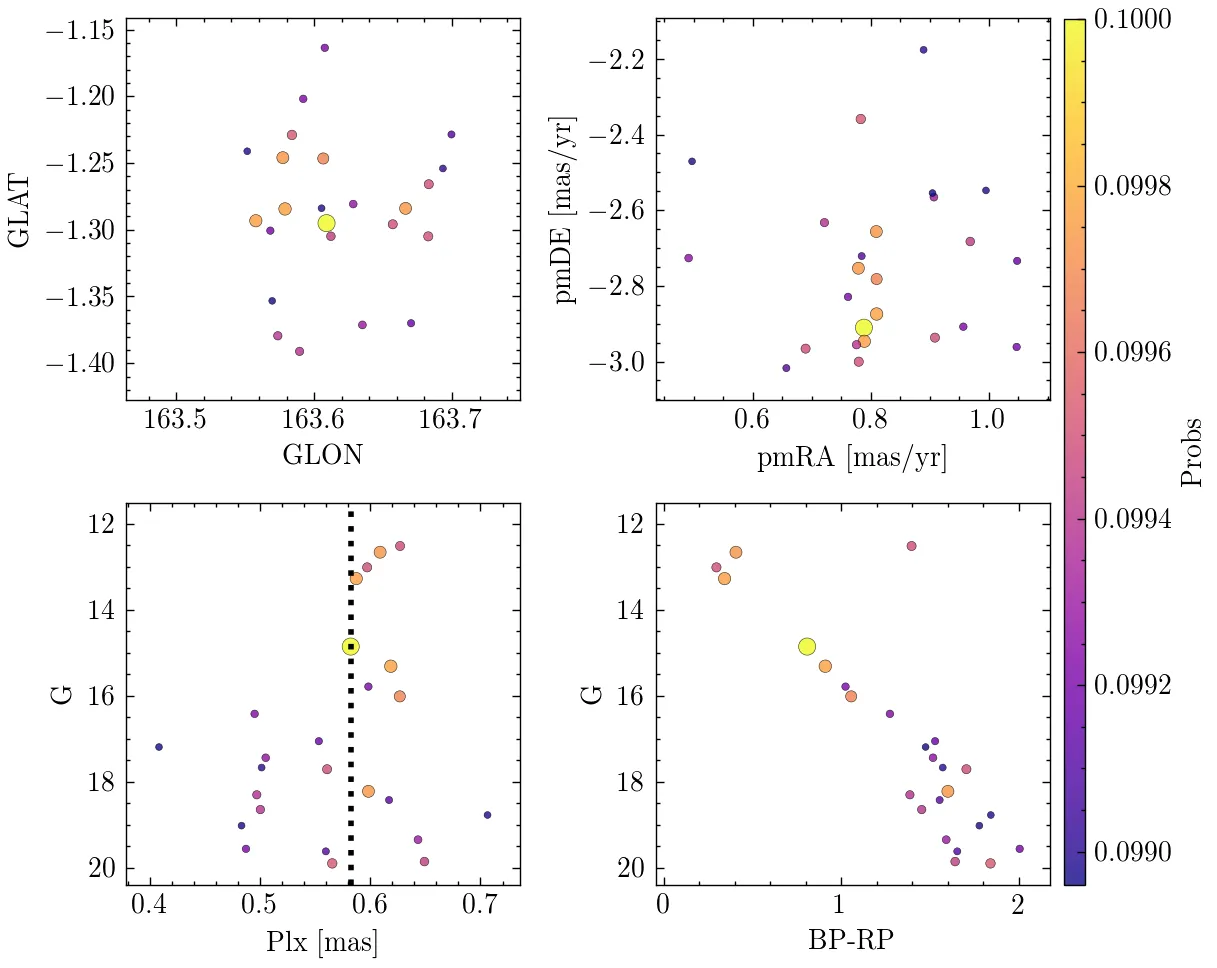 −1.15
−1.20
−1.25
−1.30
−1.35
−1.40
GLAT
163.5 163.6 163.7
GLON
−2.2
−2.4
−2.6
−2.8
−3.0
pmDE [mas/yr]
0.6 0.8 1.0
pmRA [mas/yr]
12
14
16
18
20
G
0.4 0.5 0.6 0.7
Plx [mas]
12
14
16
18
20
G
0 1 2
BP-RP
0.1000
0.0998
0.0996
0.0994
0.0992
0.0990
Probs